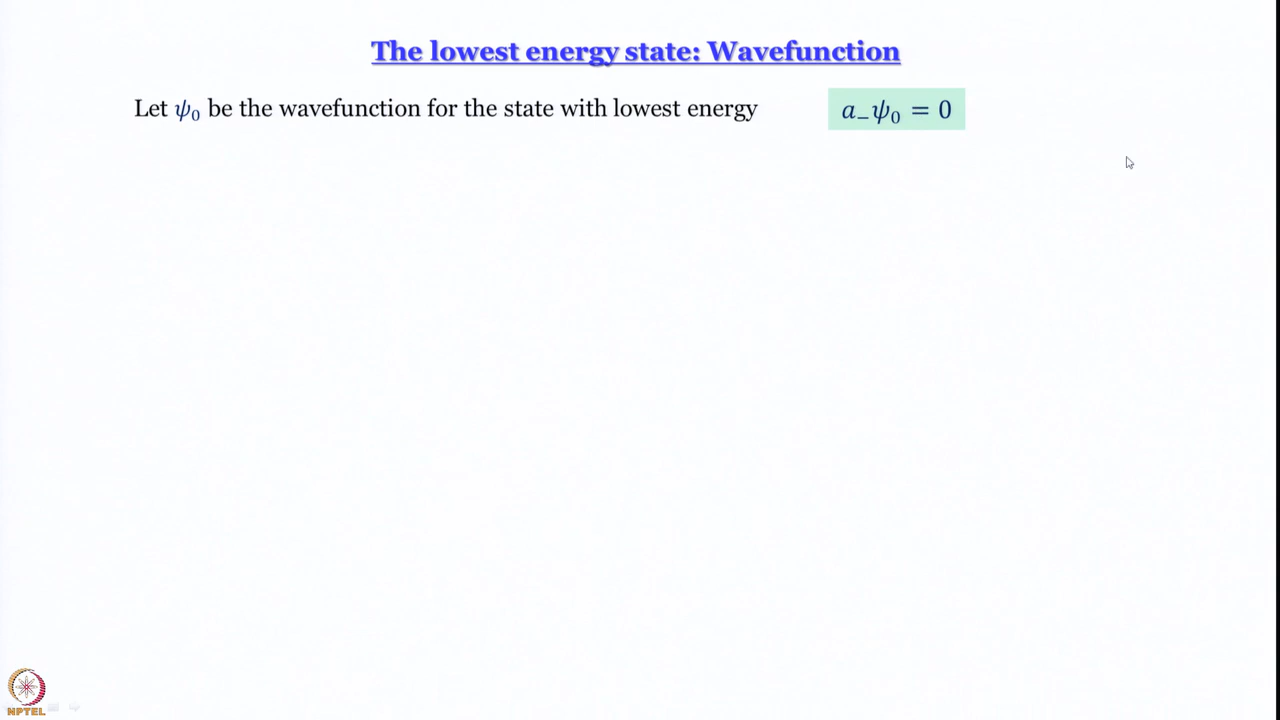 The lowest energy state: Wavefunction
Let ψ₀ be the wavefunction for the state with lowest energy a₋ψ₀ = 0
NPTEL